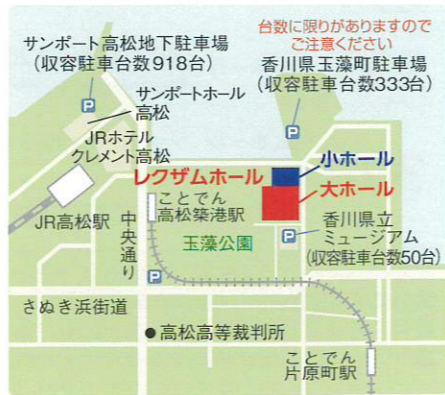 台数に限りがありますので
ご注意ください
サンポート高松地下駐車場
(収容駐車台数918台)
香川県玉藻町駐車場
(収容駐車台数333台)
P
P
サンポートホール
高松
JRホテル
クレメント高松
レクザムホール
小ホール
大ホール
JR高松駅
中央通り
ことでん
高松築港駅
玉藻公園
P
香川県立
ミュージアム
(収容駐車台数50台)
P
さぬき浜街道
高松高等裁判所
ことでん
片原町駅